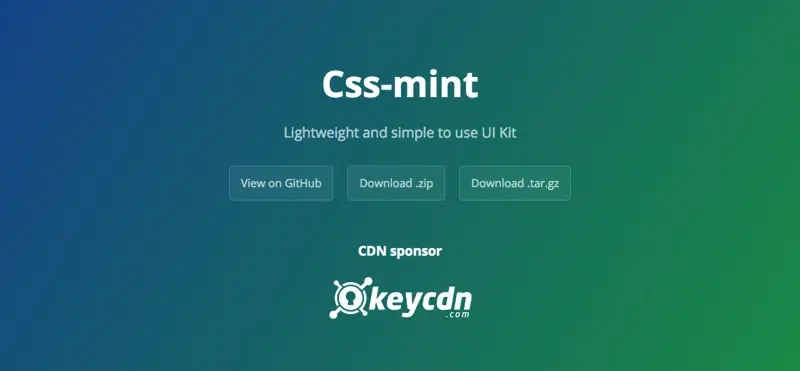 Css-mint
Lightweight and simple to use UI Kit
View on GitHub
Download .zip
Download .tar.gz
CDN sponsor
keycdn
.com